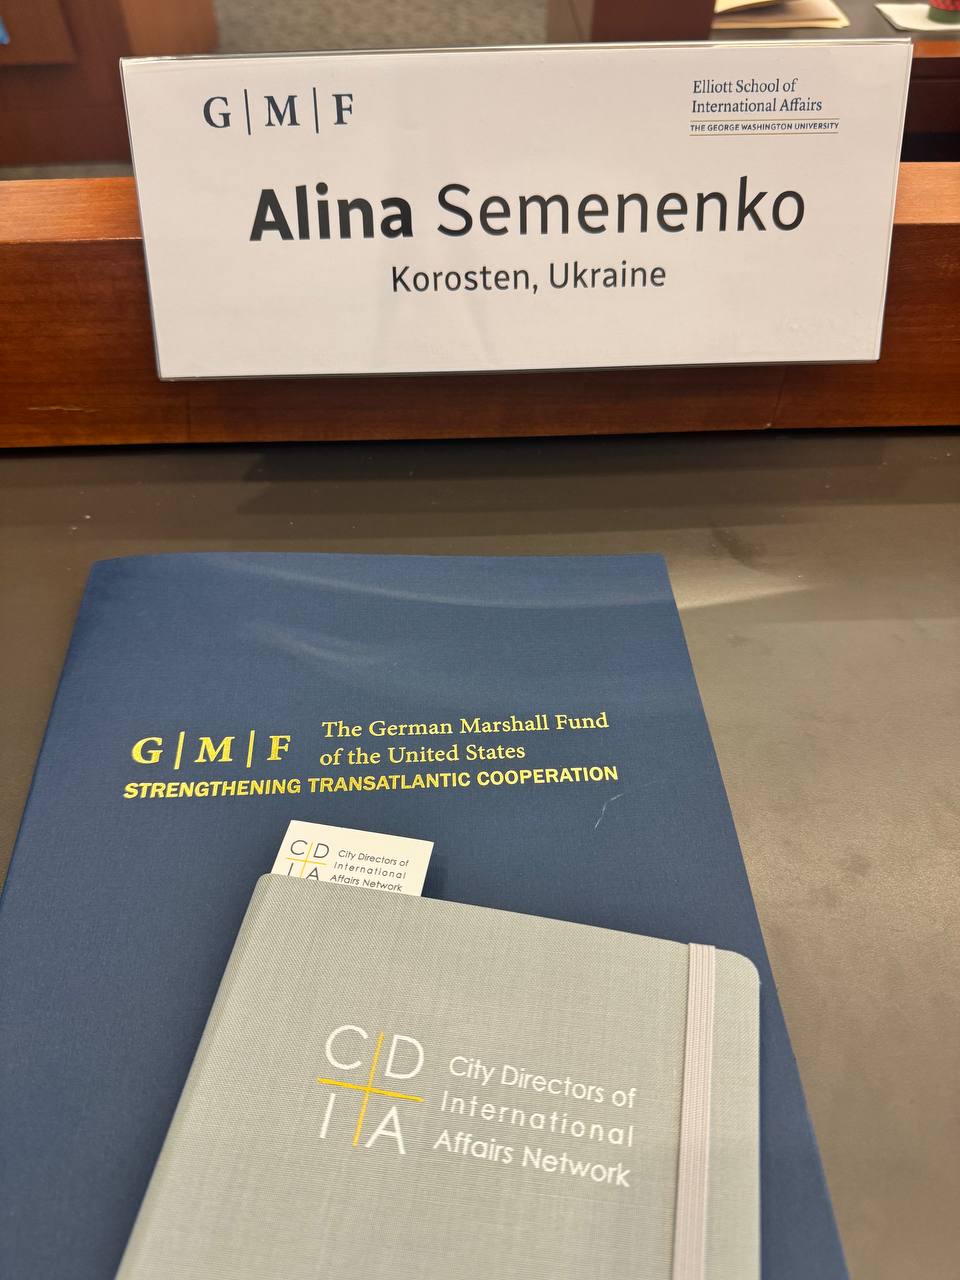 G|M|F
Elliott School of
International Affairs
THE GEORGE WASHINGTON UNIVERSITY
Alina Semenenko
Korosten, Ukraine
G|M|F
The German Marshall Fund
of the United States
STRENGTHENING TRANSATLANTIC COOPERATION
CD
IA
City Directors of
International
Affairs Network
CD
IA
City Directors of
International
Affairs Network